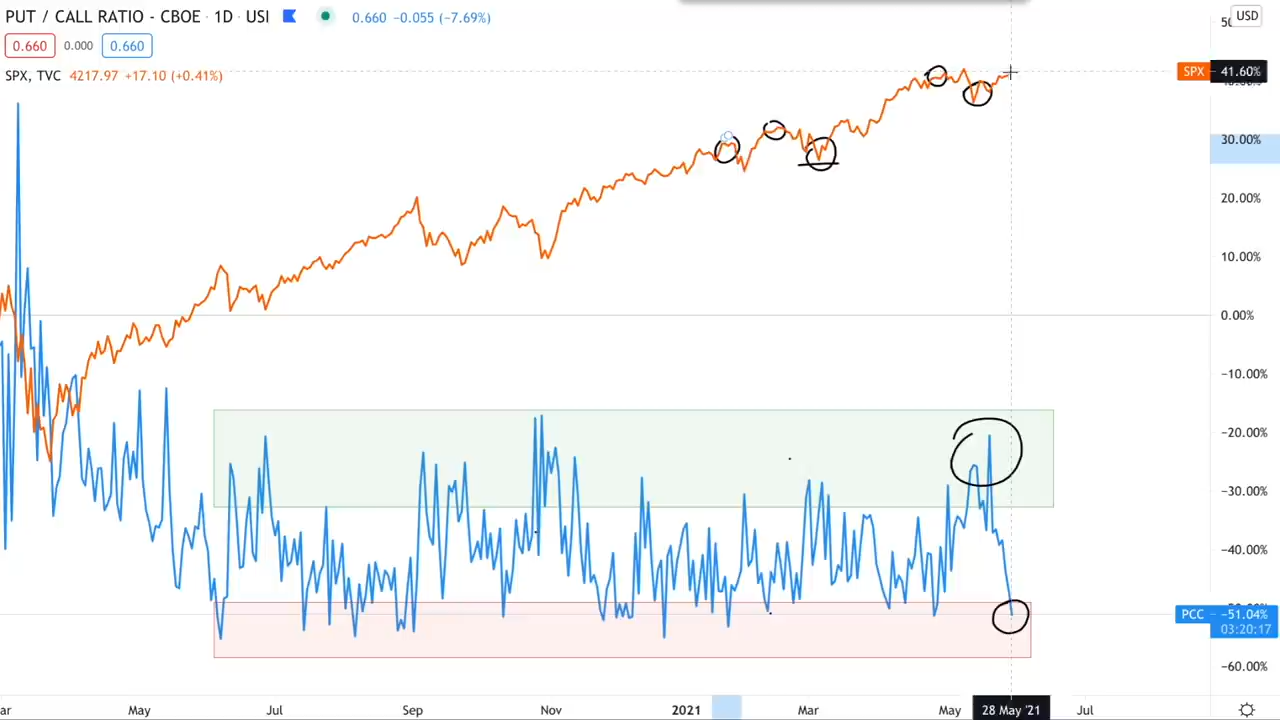 PUT / CALL RATIO - CBOE · 1D · USI 0.660 −0.055 (−7.69%)
0.660 0.000 0.660
SPX, TVC 4217.97 +17.10 (+0.41%)
USD
SPX 41.60%
30.00%
20.00%
10.00%
0.00%
−10.00%
−20.00%
−30.00%
−40.00%
PCC −51.04%
03:20:17
−60.00%
May Jul Sep Nov 2021 Mar May 28 May '21 Jul